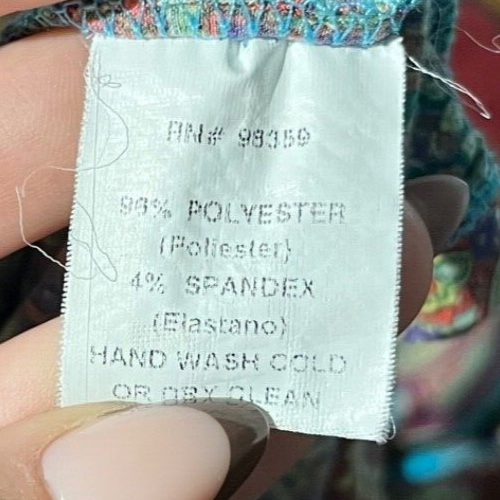 RN# 98359
96% POLYESTER
(Poliester)
4% SPANDEX
(Elastano)
HAND WASH COLD
OR DRY CLEAN